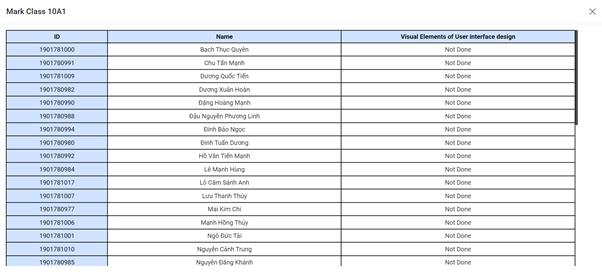 Mark Class 10A1
ID Name Visual Elements of User interface design
1901781000 Bạch Thục Quyên Not Done
1901780991 Chu Tấn Mạnh Not Done
1901781009 Dương Quốc Tiến Not Done
1901780982 Dương Xuân Hoàn Not Done
1901780990 Đặng Hoàng Mạnh Not Done
1901780988 Đậu Nguyễn Phương Linh Not Done
1901780994 Đinh Bảo Ngọc Not Done
1901780980 Đinh Tuấn Dương Not Done
1901780992 Hồ Văn Tiến Mạnh Not Done
1901780984 Lê Mạnh Hùng Not Done
1901781017 Lô Cầm Sánh Anh Not Done
1901781007 Lưu Thanh Thúy Not Done
1901780977 Mai Kim Chi Not Done
1901781006 Mạnh Hồng Thúy Not Done
1901781001 Ngô Đức Tài Not Done
1901781010 Nguyễn Cảnh Trung Not Done
1901780985 Nguyễn Đăng Khánh Not Done